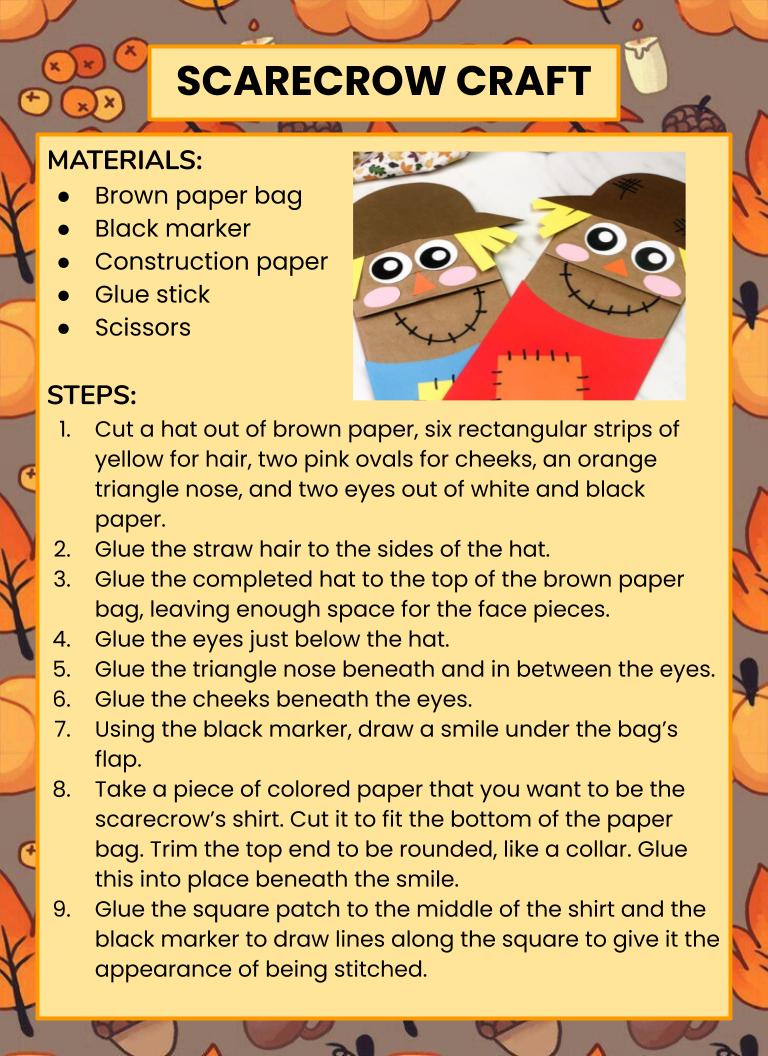 SCARECROW CRAFT
MATERIALS:
● Brown paper bag
● Black marker
● Construction paper
● Glue stick
● Scissors
STEPS:
1. Cut a hat out of brown paper, six rectangular strips of
yellow for hair, two pink ovals for cheeks, an orange
triangle nose, and two eyes out of white and black
paper.
2. Glue the straw hair to the sides of the hat.
3. Glue the completed hat to the top of the brown paper
bag, leaving enough space for the face pieces.
4. Glue the eyes just below the hat.
5. Glue the triangle nose beneath and in between the eyes.
6. Glue the cheeks beneath the eyes.
7. Using the black marker, draw a smile under the bag's
flap.
8. Take a piece of colored paper that you want to be the
scarecrow's shirt. Cut it to fit the bottom of the paper
bag. Trim the top end to be rounded, like a collar. Glue
this into place beneath the smile.
9. Glue the square patch to the middle of the shirt and the
black marker to draw lines along the square to give it the
appearance of being stitched.